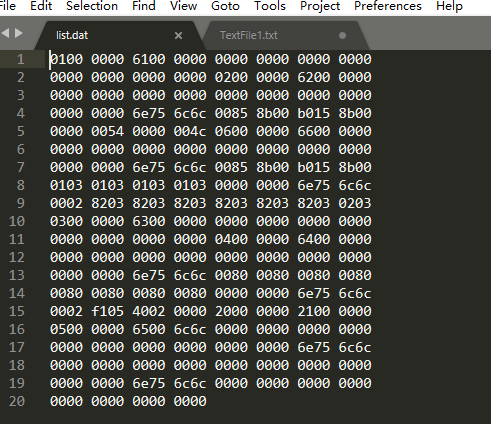 File Edit Selection Find View Goto Tools Project Preferences Help
list.dat × TextFile1.txt
1 0100 0000 6100 0000 0000 0000 0000 0000
2 0000 0000 0000 0000 0200 0000 6200 0000
3 0000 0000 0000 0000 0000 0000 0000 0000
4 0000 0000 6e75 6c6c 0085 8b00 b015 8b00
5 0000 0054 0000 004c 0600 0000 6600 0000
6 0000 0000 0000 0000 0000 0000 0000 0000
7 0000 0000 6e75 6c6c 0085 8b00 b015 8b00
8 0103 0103 0103 0103 0000 0000 6e75 6c6c
9 0002 8203 8203 8203 8203 8203 8203 0203
10 0300 0000 6300 0000 0000 0000 0000 0000
11 0000 0000 0000 0000 0400 0000 6400 0000
12 0000 0000 0000 0000 0000 0000 0000 0000
13 0000 0000 6e75 6c6c 0080 0080 0080 0080
14 0080 0080 0080 0080 0000 0000 6e75 6c6c
15 0002 f105 4002 0000 2000 0000 2100 0000
16 0500 0000 6500 6c6c 0000 0000 0000 0000
17 0000 0000 0000 0000 0000 0000 6e75 6c6c
18 0000 0000 0000 0000 0000 0000 0000 0000
19 0000 0000 6e75 6c6c 0000 0000 0000 0000
20 0000 0000 0000 0000